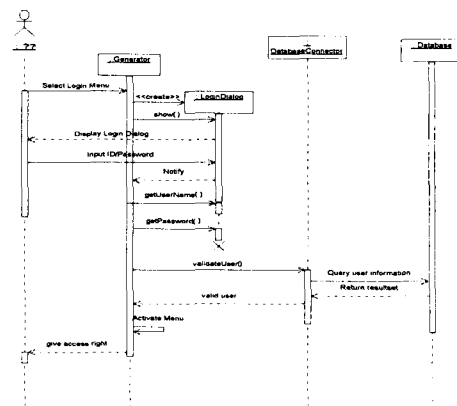 : ??
: Generator
: DatabaseConnector
: Database
Select Login Menu
<<create>>
: LoginDialog
show( )
Display Login Dialog
Input ID/Password
Notify
getUserName( )
getPassword( )
validateUser()
Query user information
Return resultset
valid user
Activate Menu
give access right